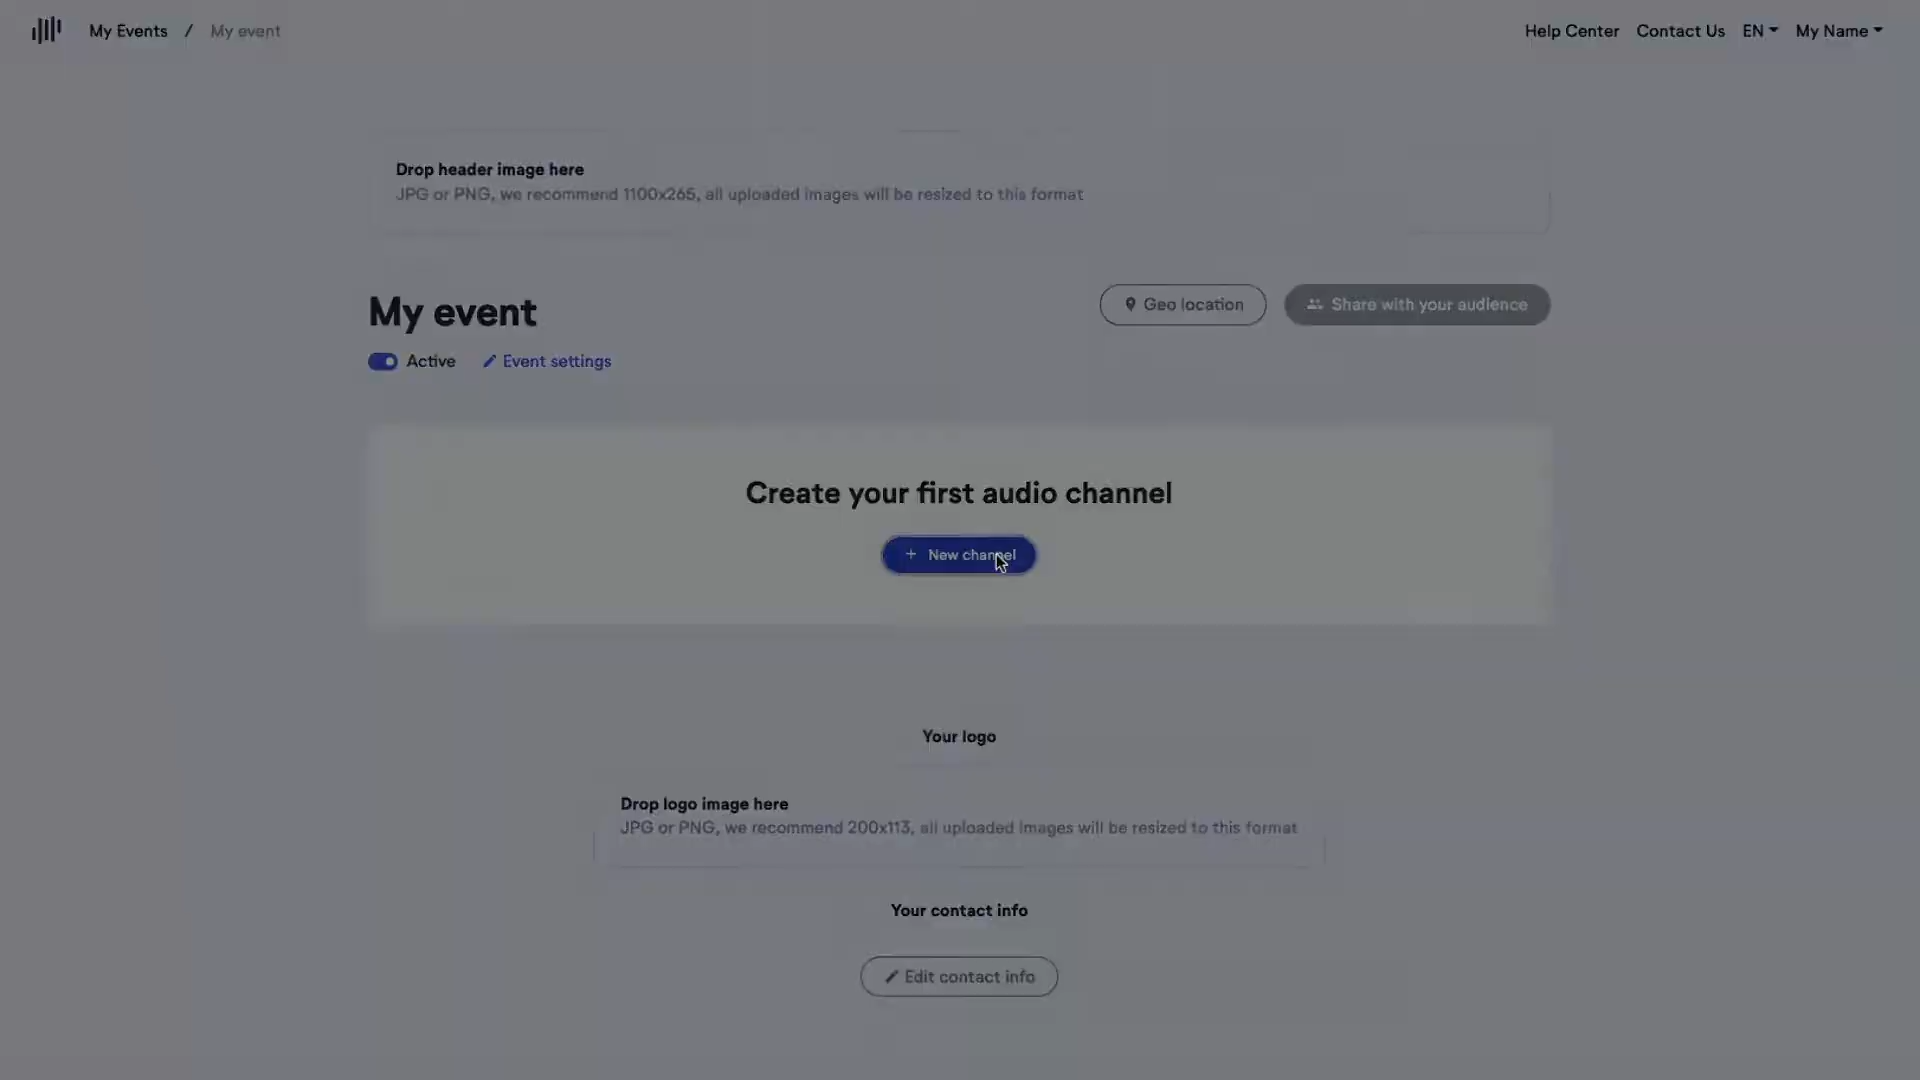 My Events / My event
Help Center Contact Us EN My Name
Drop header image here
JPG or PNG, we recommend 1100x265, all uploaded images will be resized to this format
My event
Geo location
Share with your audience
Active
Event settings
Create your first audio channel
+ New channel
Your logo
Drop logo image here
JPG or PNG, we recommend 200x113, all uploaded images will be resized to this format
Your contact info
Edit contact info